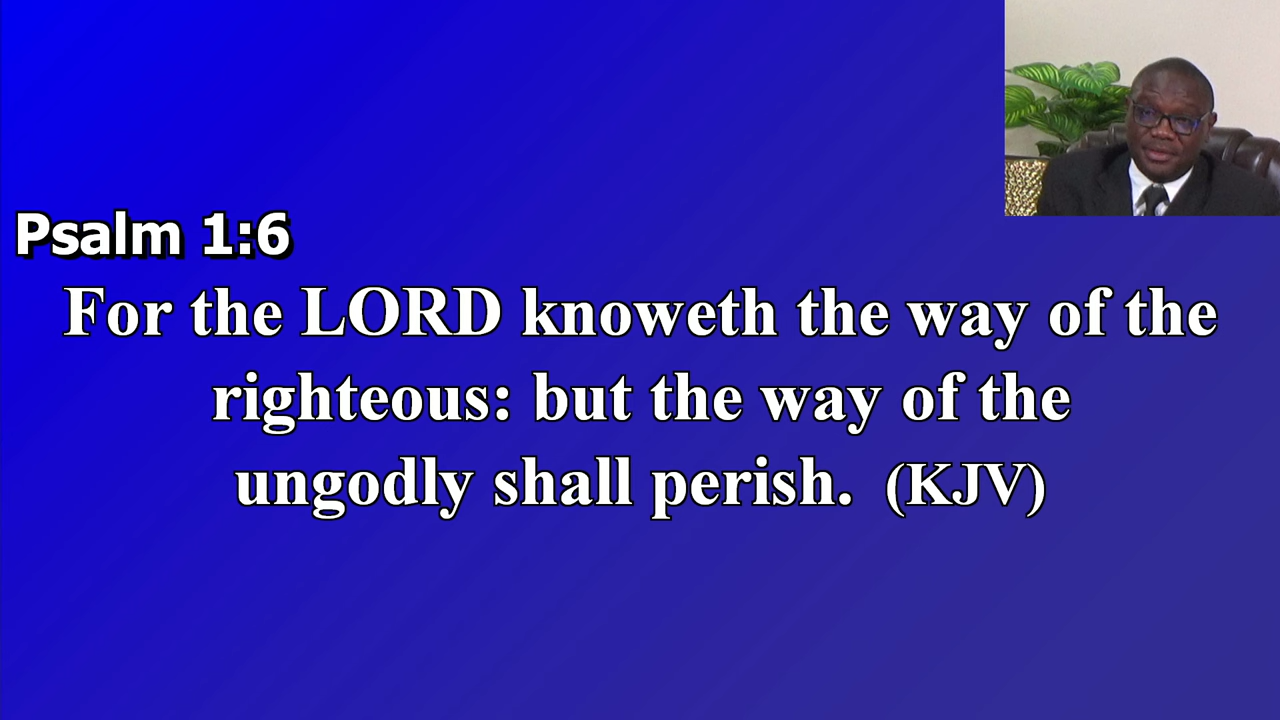 Psalm 1:6
For the LORD knoweth the way of the
righteous: but the way of the
ungodly shall perish. (KJV)